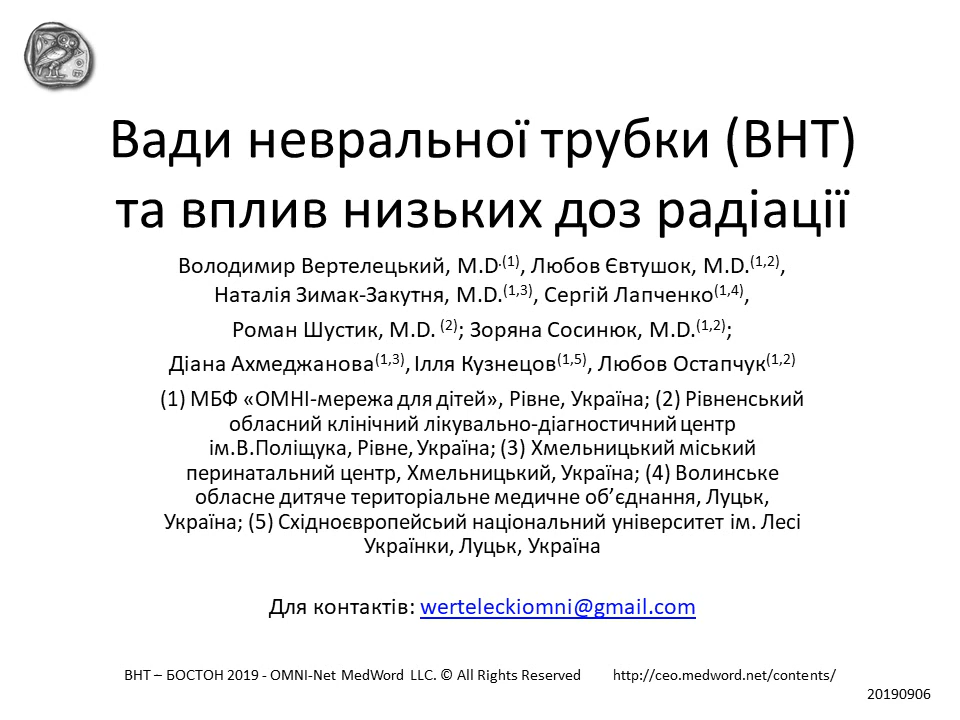 Вади невральної трубки (ВНТ)
та вплив низьких доз радіації
Володимир Вертелецький, M.D.(1), Любов Євтушок, M.D.(1,2),
Наталія Зимак-Закутня, M.D.(1,3), Сергій Лапченко(1,4),
Роман Шустик, M.D. (2); Зоряна Сосинюк, M.D.(1,2);
Діана Ахмеджанова(1,3), Ілля Кузнецов(1,5), Любов Остапчук(1,2)
(1) МБФ «ОМНІ-мережа для дітей», Рівне, Україна; (2) Рівненський
обласний клінічний лікувально-діагностичний центр
ім.В.Поліщука, Рівне, Україна; (3) Хмельницький міський
перинатальний центр, Хмельницький, Україна; (4) Волинське
обласне дитяче територіальне медичне об’єднання, Луцьк,
Україна; (5) Східноєвропейсьий національний університет ім. Лесі
Українки, Луцьк, Україна
Для контактів: werteleckiomni@gmail.com
ВНТ – БОСТОН 2019 - OMNI-Net MedWord LLC. © All Rights Reserved http://ceo.medword.net/contents/
20190906